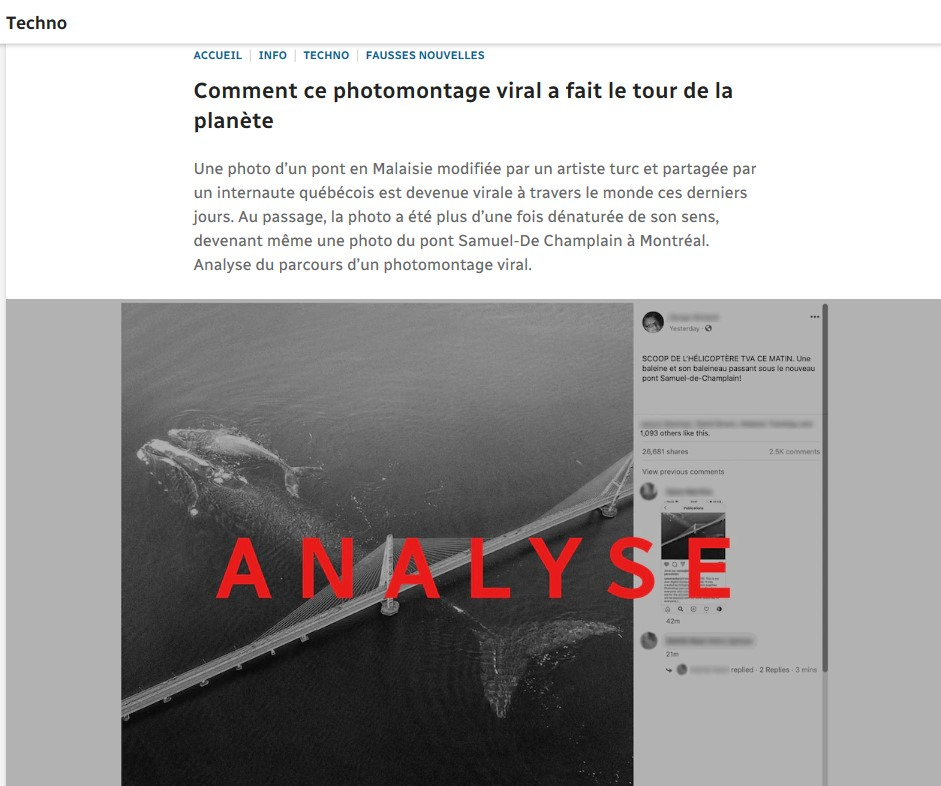 Techno
ACCUEIL | INFO | TECHNO | FAUSSES NOUVELLES
Comment ce photomontage viral a fait le tour de la
planète
Une photo d’un pont en Malaisie modifiée par un artiste turc et partagée par
un internaute québécois est devenue virale à travers le monde ces derniers
jours. Au passage, la photo a été plus d’une fois dénaturée de son sens,
devenant même une photo du pont Samuel-De Champlain à Montréal.
Analyse du parcours d’un photomontage viral.
Yesterday ·
SCOOP DE L'HÉLICOPTÈRE TVA CE MATIN. Une
baleine et son baleineau passant sous le nouveau
pont Samuel-de-Champlain!
1,093 others like this.
26,681 shares 2.5K comments
View previous comments
ANALYSE
42m
21m
replied · 2 Replies · 3 mins